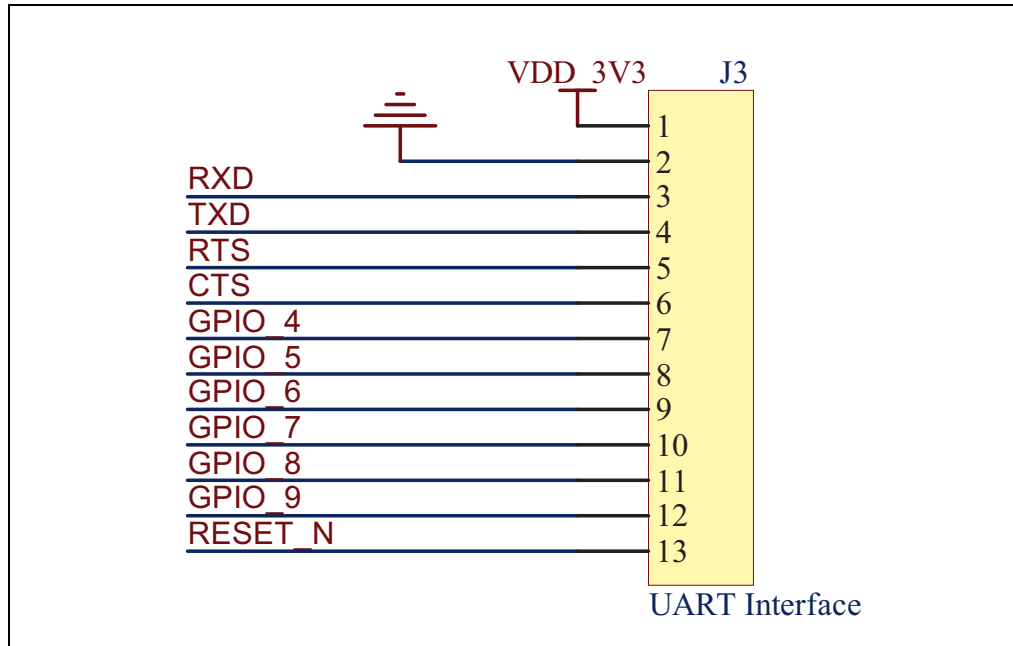 VDD_3V3 J3
1
2
RXD 3
TXD 4
RTS 5
CTS 6
GPIO_4 7
GPIO_5 8
GPIO_6 9
GPIO_7 10
GPIO_8 11
GPIO_9 12
RESET_N 13
UART Interface